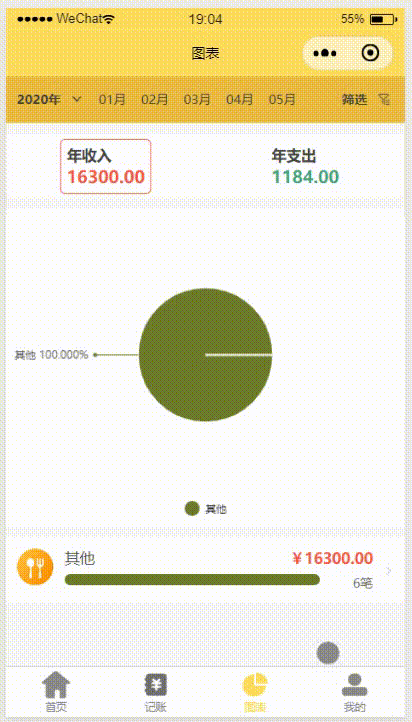 WeChat 19:04 55%
图表
2020年 01月 02月 03月 04月 05月 筛选
年收入 年支出
16300.00 1184.00
其他 100.000%
其他
其他 ￥16300.00
6笔
首页 记账 图表 我的